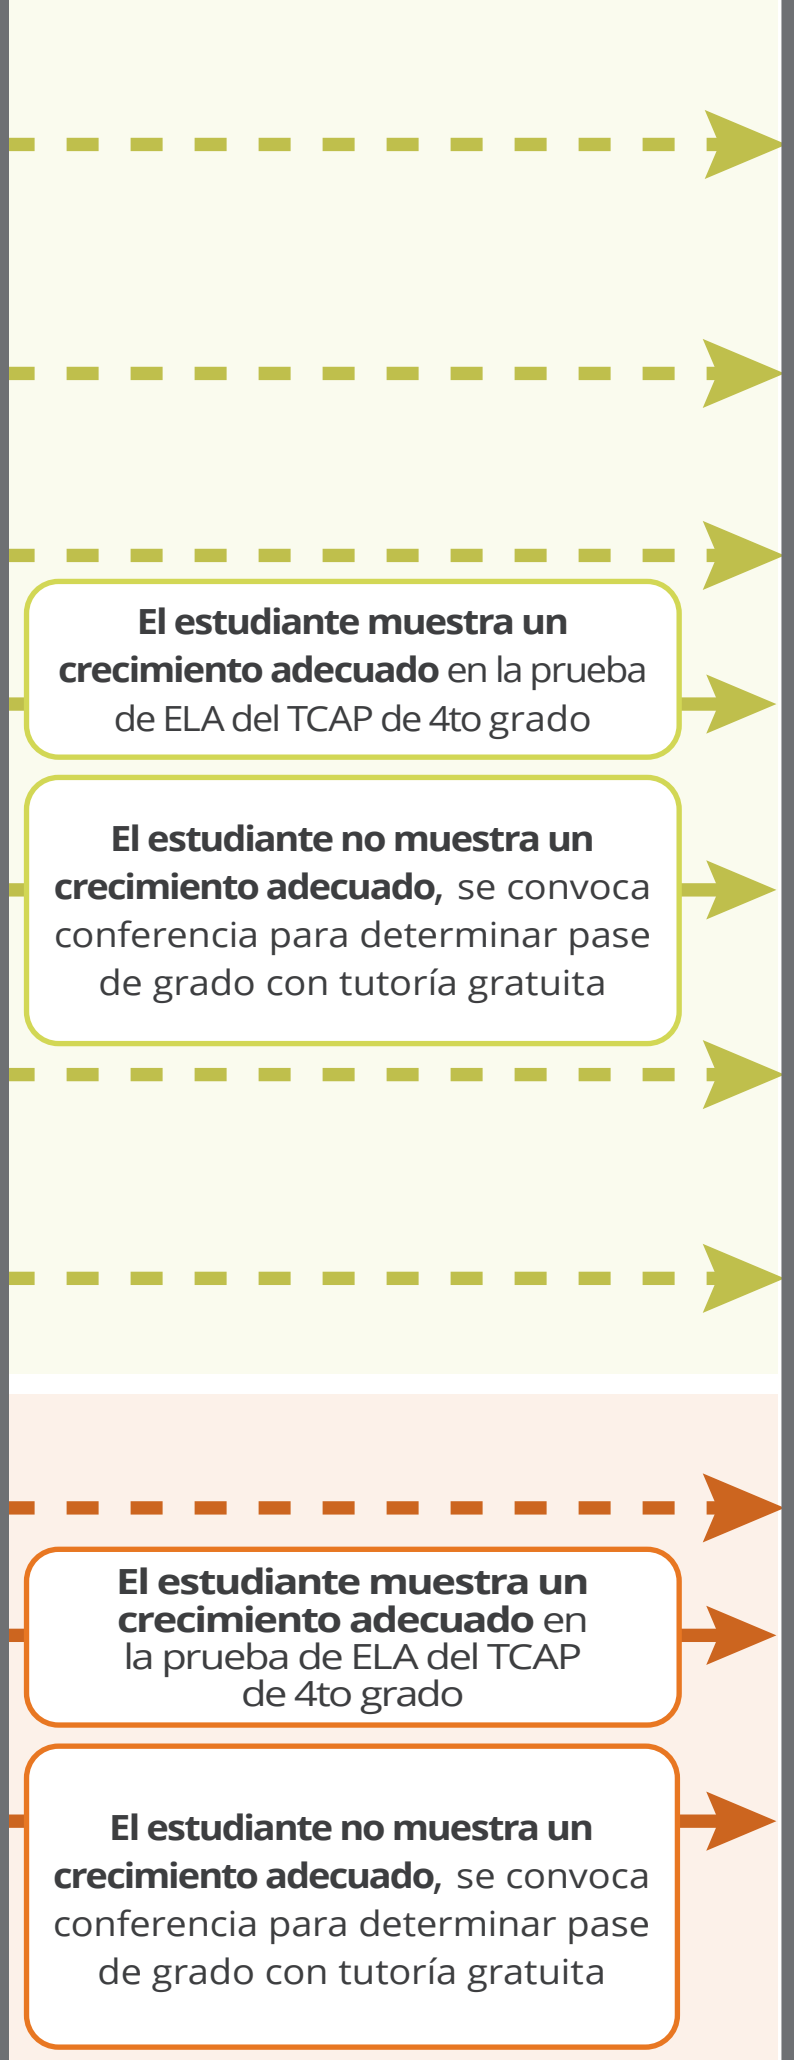 El estudiante muestra un
crecimiento adecuado en la prueba
de ELA del TCAP de 4to grado
El estudiante no muestra un
crecimiento adecuado, se convoca
conferencia para determinar pase
de grado con tutoría gratuita
El estudiante muestra un
crecimiento adecuado en
la prueba de ELA del TCAP
de 4to grado
El estudiante no muestra un
crecimiento adecuado, se convoca
conferencia para determinar pase
de grado con tutoría gratuita